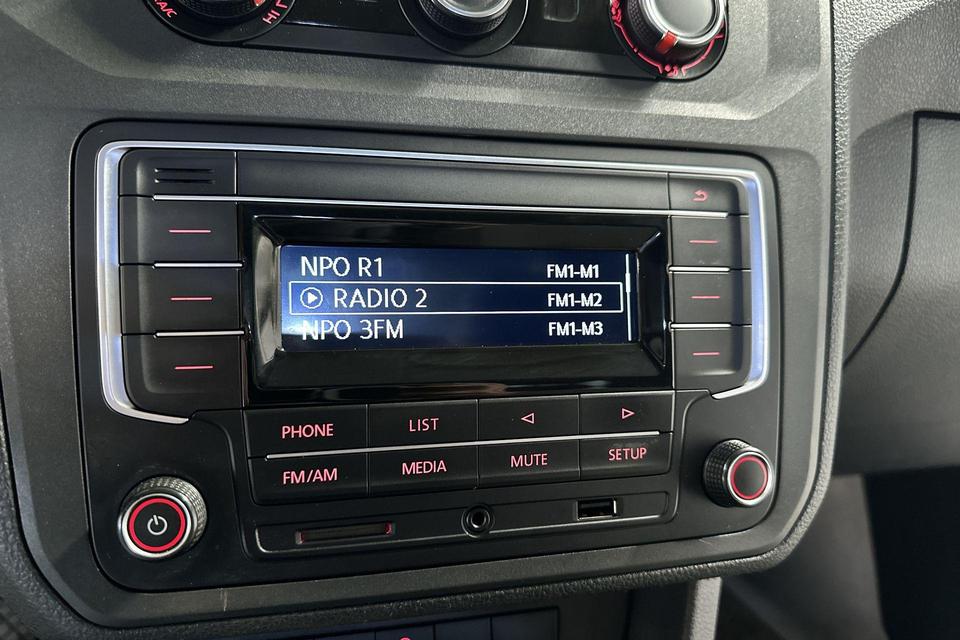 A/C
HI
NPO R1 FM1-M1
RADIO 2 FM1-M2
NPO 3FM FM1-M3
PHONE LIST
FM/AM MEDIA MUTE SETUP